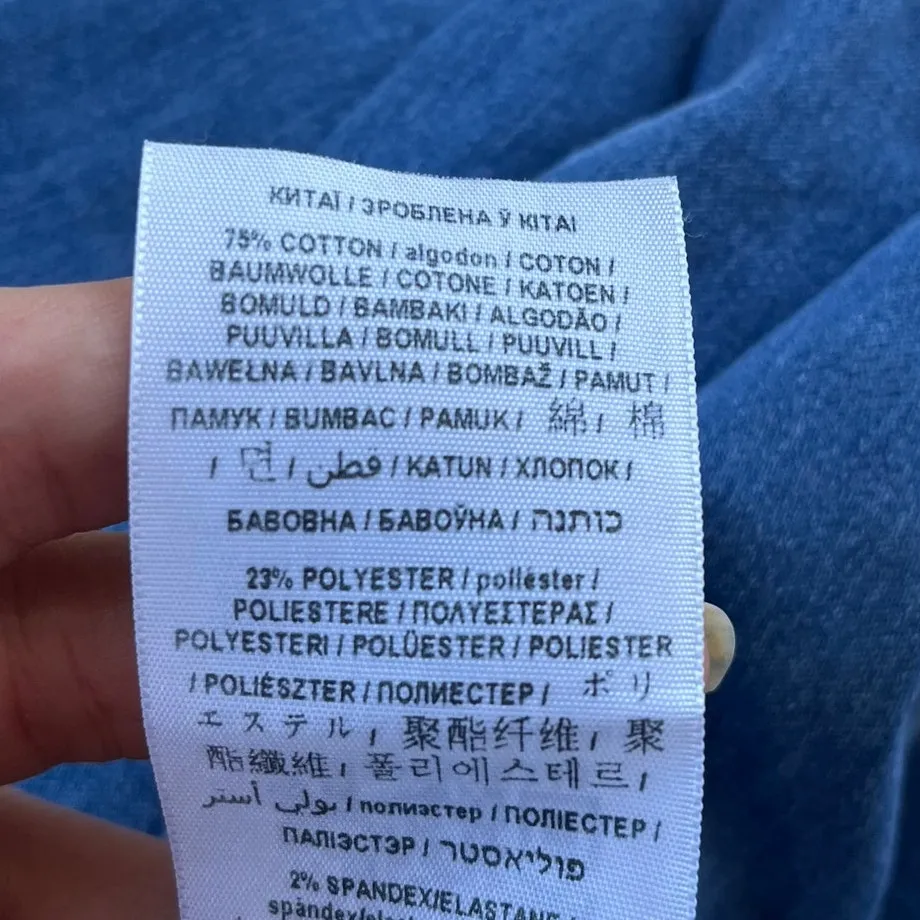 КИТАЇ / ЗРОБЛЕНА Ў KITAI
75% COTTON / algodon / COTON /
BAUMWOLLE / COTONE / KATOEN /
BOMULD / BAMBAKI / ALGODÃO /
PUUVILLA / BOMULL / PUUVILL /
BAWEŁNA / BAVLNA / BOMBAŽ / PAMUT /
ПАМУК / BUMBAC / PAMUK / 綿 / 棉
/ 면 / قطن / KATUN / ХЛОПОК /
БАВОВНА / БАВОЎНА / כותנה
23% POLYESTER / poliéster /
POLIESTERE / ΠΟΛΥΕΣΤΕΡΑΣ /
POLYESTERI / POLÜESTER / POLIESTER
/ POLIÉSZTER / ПОЛИЕСТЕР / ポリ
エステル / 聚酯纤维 / 聚
酯纖維 / 폴리에스테르 /
بولي أستر / полиэстер / ПОЛІЕСТЕР /
ПАЛІЭСТЭР / פוליאסטר
2% SPANDEX/ELASTANE